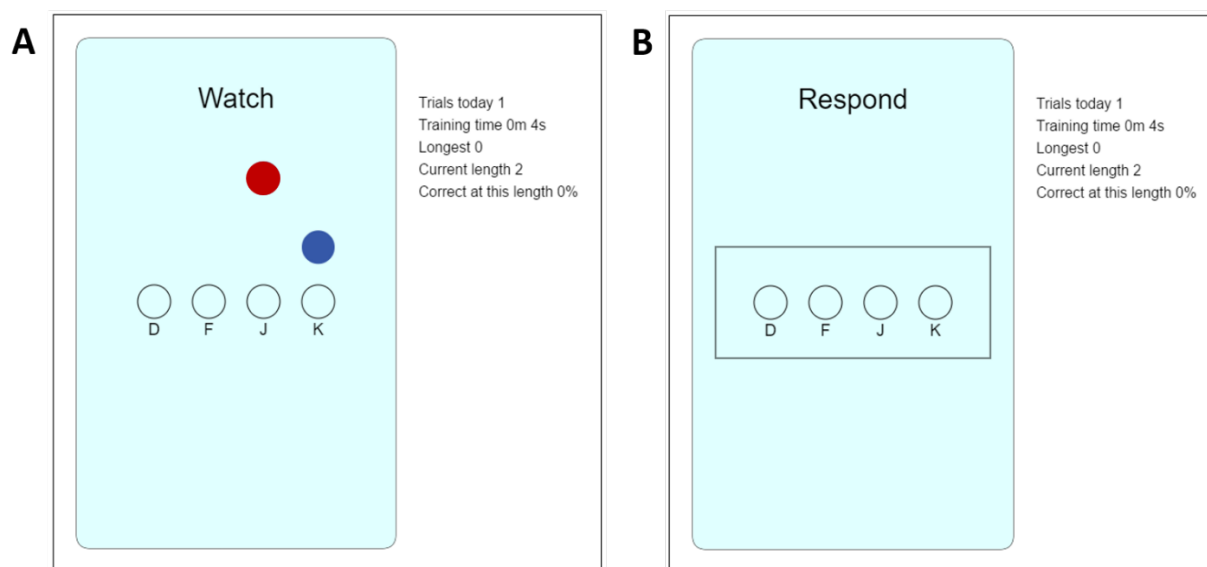 A
Watch
Trials today 1
Training time 0m 4s
Longest 0
Current length 2
Correct at this length 0%
D F J K
B
Respond
Trials today 1
Training time 0m 4s
Longest 0
Current length 2
Correct at this length 0%
D F J K